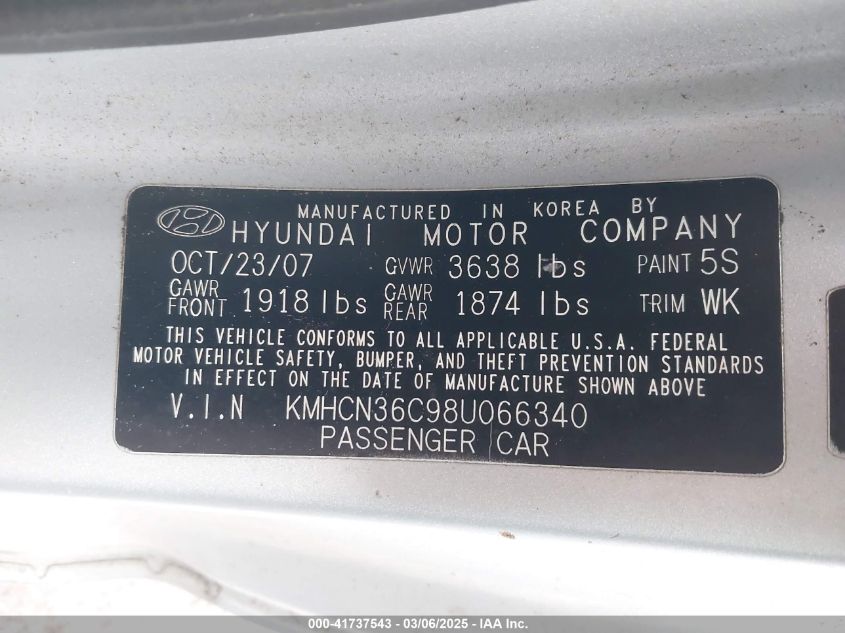 MANUFACTURED IN KOREA BY
HYUNDAI MOTOR COMPANY
OCT/23/07 GVWR 3638 lbs PAINT 5S
GAWR FRONT 1918 lbs GAWR REAR 1874 lbs TRIM WK
THIS VEHICLE CONFORMS TO ALL APPLICABLE U.S.A. FEDERAL
MOTOR VEHICLE SAFETY, BUMPER, AND THEFT PREVENTION STANDARDS
IN EFFECT ON THE DATE OF MANUFACTURE SHOWN ABOVE
V.I.N KMHCN36C98U066340
PASSENGER CAR
000-41737543 - 03/06/2025 - IAA Inc.